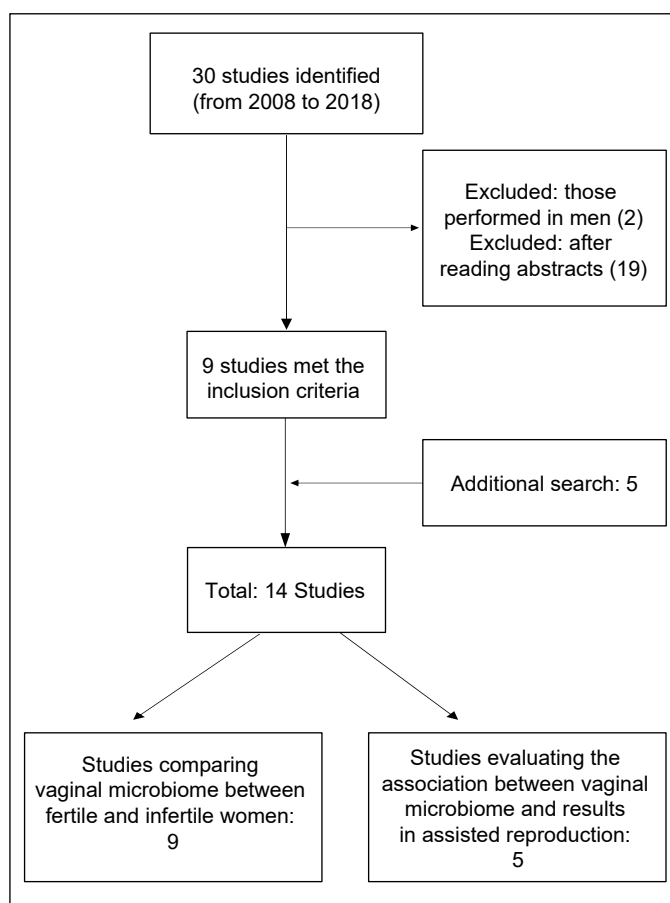 30 studies identified
(from 2008 to 2018)
Excluded: those
performed in men (2)
Excluded: after
reading abstracts (19)
9 studies met the
inclusion criteria
Additional search: 5
Total: 14 Studies
Studies comparing
vaginal microbiome between
fertile and infertile women:
9
Studies evaluating the
association between vaginal
microbiome and results
in assisted reproduction:
5